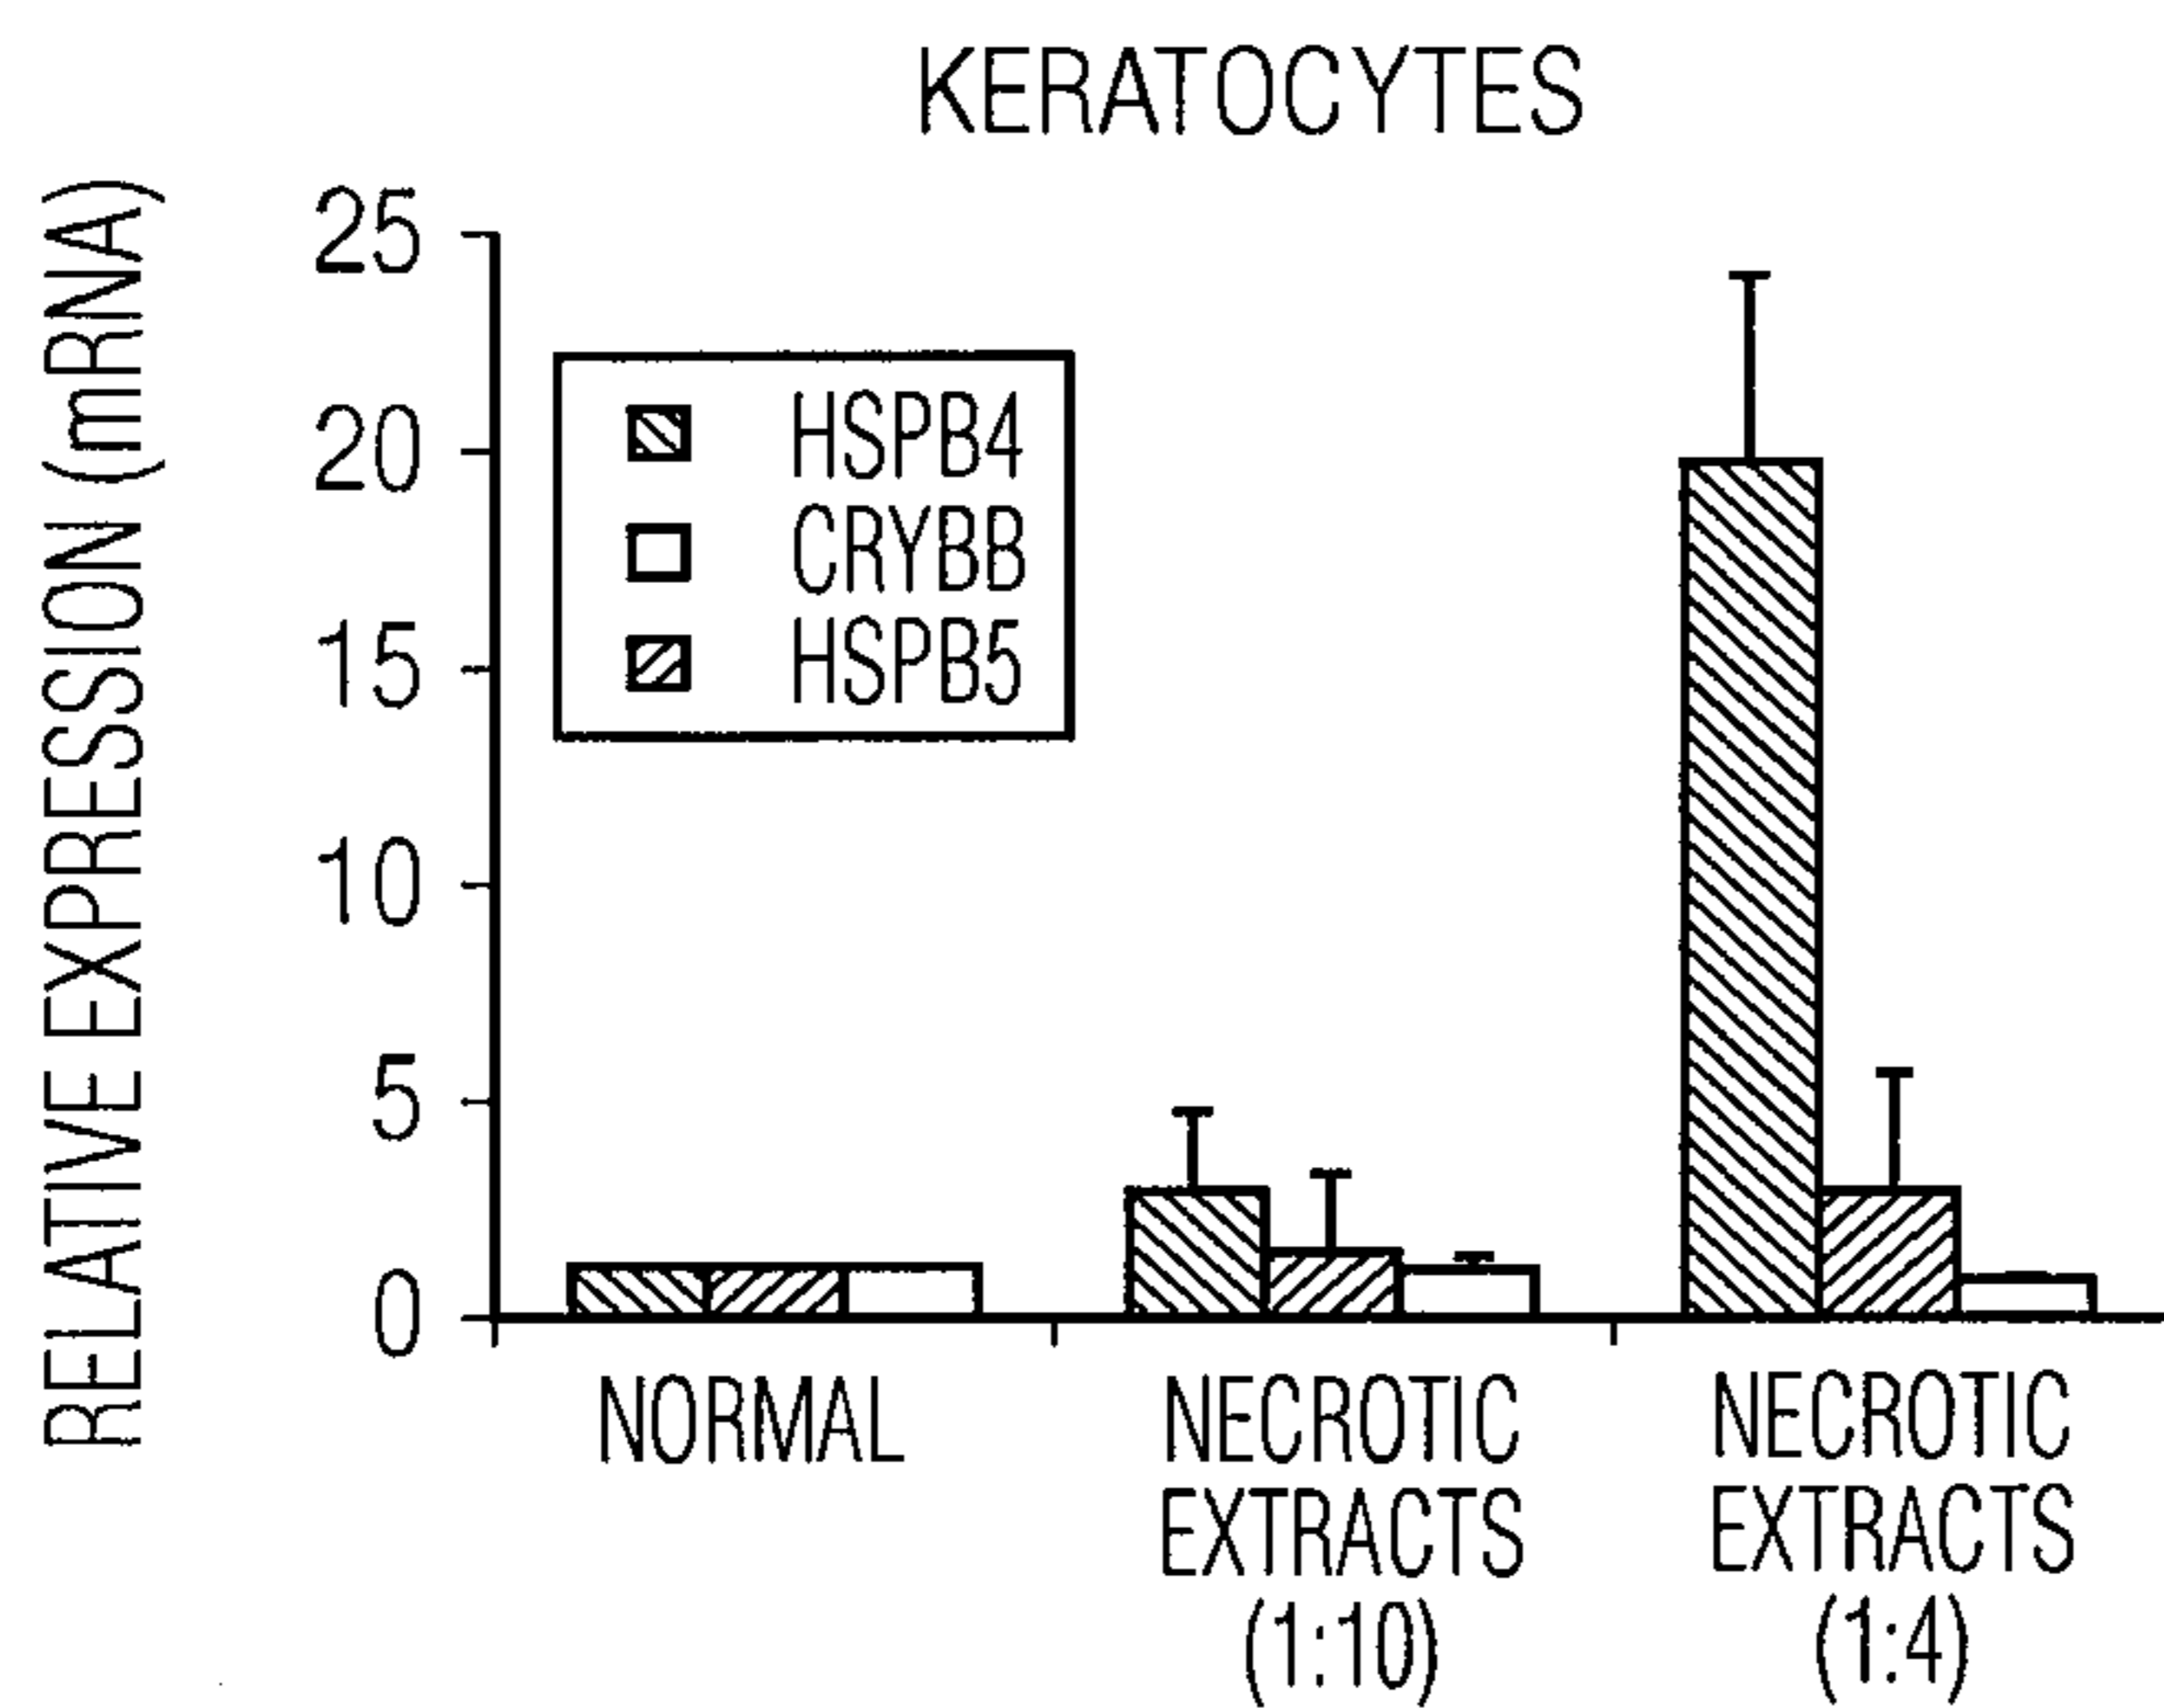 KERATOCYTES
RELATIVE EXPRESSION (mRNA)
25
20
15
10
5
0
HSPB4
CRYBB
HSPB5
NORMAL
NECROTIC
EXTRACTS
(1:10)
NECROTIC
EXTRACTS
(1:4)